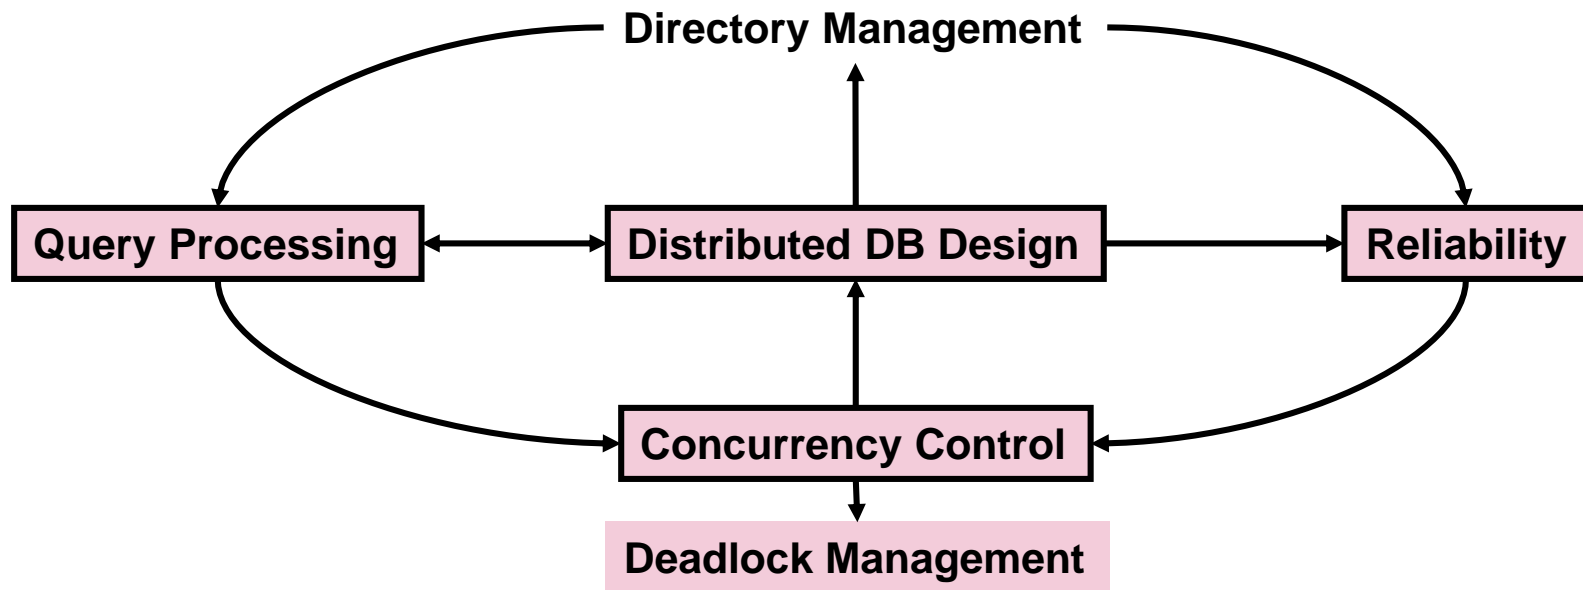 Directory Management
Query Processing
Distributed DB Design
Reliability
Concurrency Control
Deadlock Management